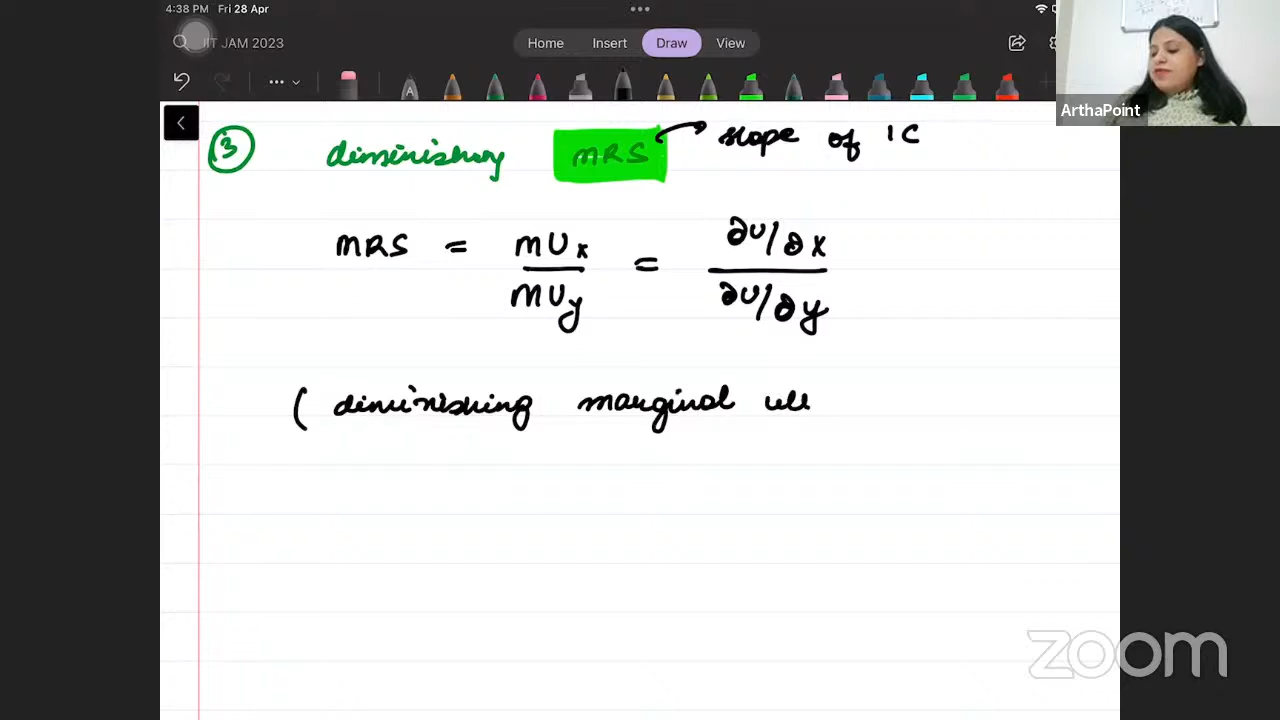 4:38 PM Fri 28 Apr
IIT JAM 2023
Home Insert Draw View
ArthaPoint
3 diminishing MRS → slope of IC
MRS = MUx / MUy = ∂U/∂x / ∂U/∂y
( diminishing marginal
zoom